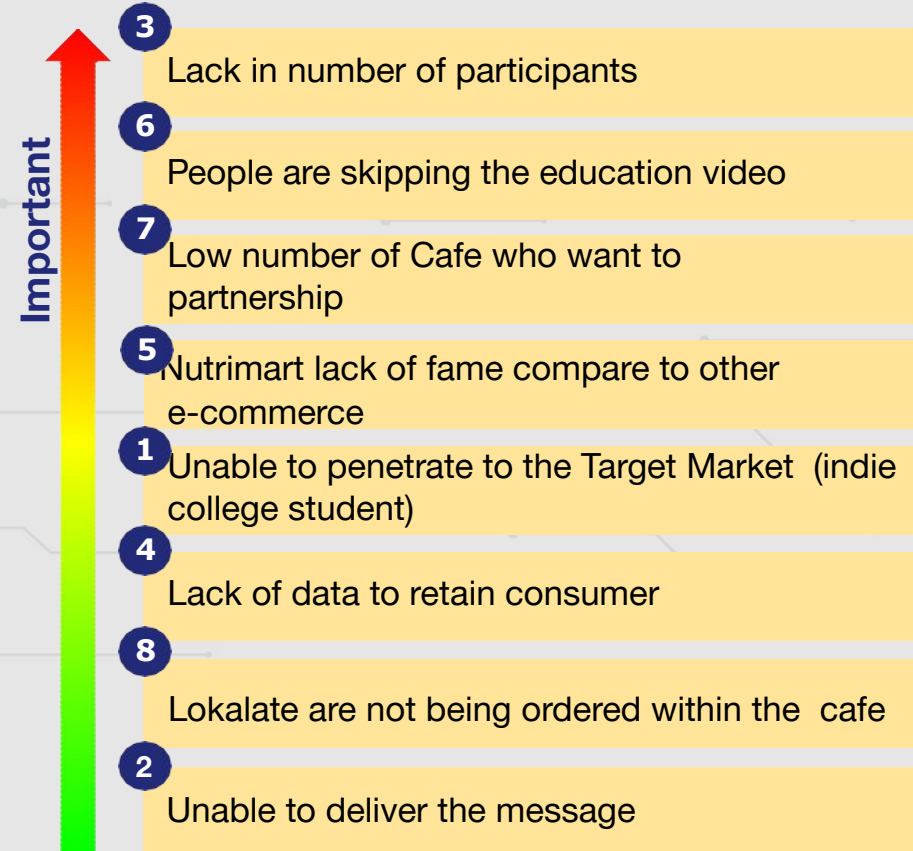 Important
3
Lack in number of participants
6
People are skipping the education video
7
Low number of Cafe who want to
partnership
5
Nutrimart lack of fame compare to other
e-commerce
1
Unable to penetrate to the Target Market (indie
college student)
4
Lack of data to retain consumer
8
Lokalate are not being ordered within the cafe
2
Unable to deliver the message